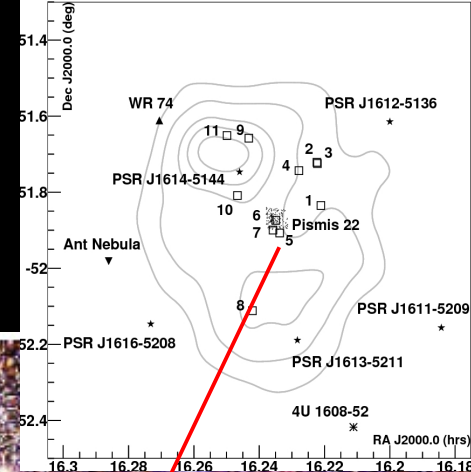 Dec J2000.0 (deg)
51.4
WR 74
PSR J1612-5136
51.6
11
9
2
3
4
PSR J1614-5144
51.8
10
1
6
Pismis 22
7
5
Ant Nebula
-52
8
PSR J1611-5209
PSR J1616-5208
52.2
PSR J1613-5211
4U 1608-52
52.4
RA J2000.0 (hrs)
16.3 16.28 16.26 16.24 16.22 16.2 16.18